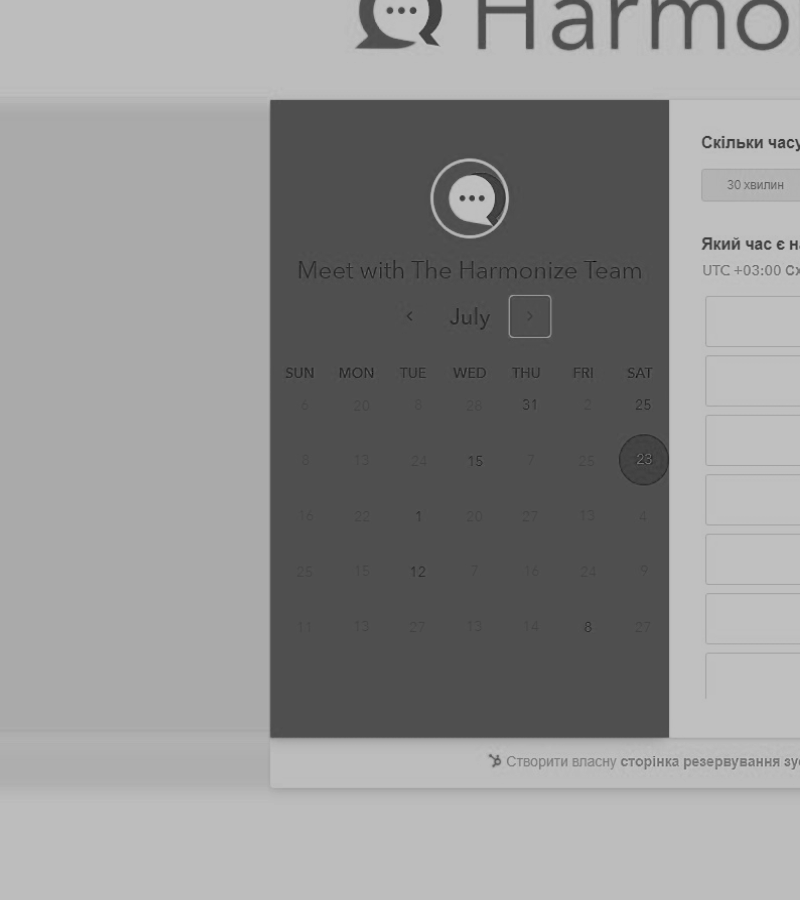 Harmo
Meet with The Harmonize Team
July
SUN MON TUE WED THU FRI SAT
6 20 8 28 31 2 25
8 13 24 15 7 25 23
16 22 1 20 27 13 4
25 15 12 7 16 24 9
11 13 27 13 14 8 27
Скільки часу
30 хвилин
Який час є на
UTC +03:00 Сх
Створити власну сторінка резервування зус